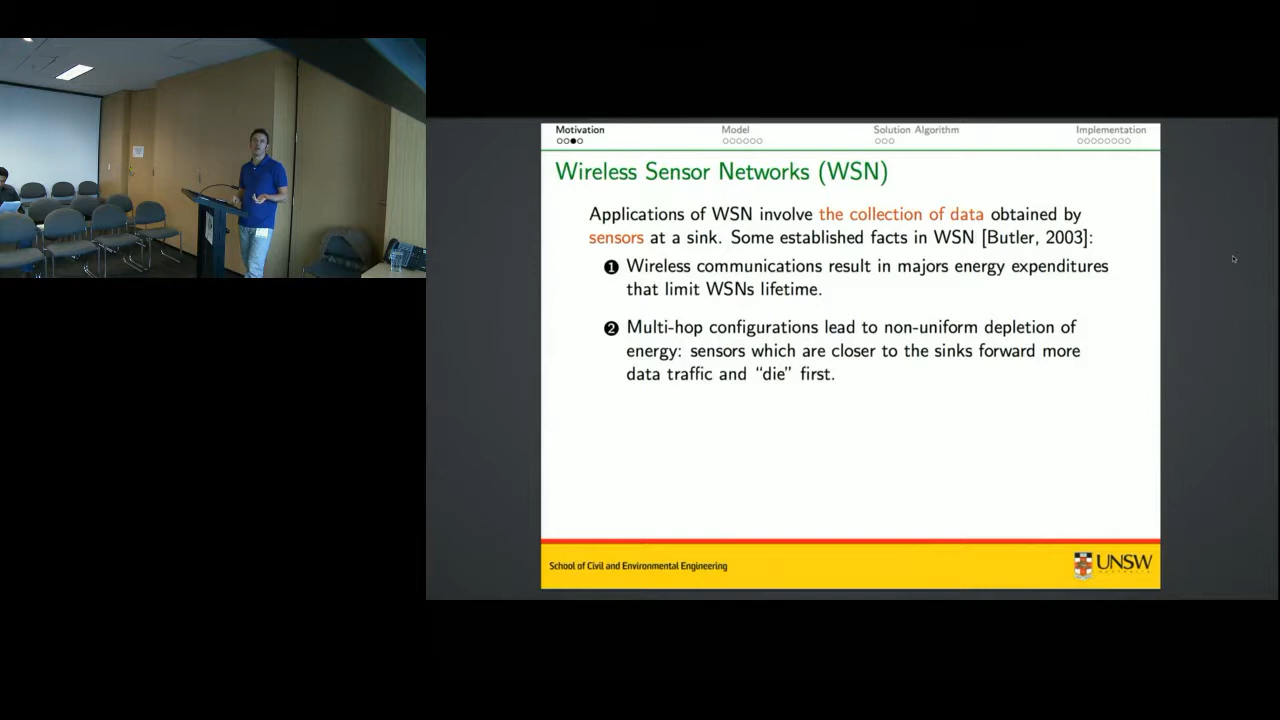 Motivation
Model
Solution Algorithm
Implementation
Wireless Sensor Networks (WSN)
Applications of WSN involve the collection of data obtained by
sensors at a sink. Some established facts in WSN [Butler, 2003]:
1 Wireless communications result in majors energy expenditures
that limit WSNs lifetime.
2 Multi-hop configurations lead to non-uniform depletion of
energy: sensors which are closer to the sinks forward more
data traffic and “die” first.
School of Civil and Environmental Engineering
UNSW